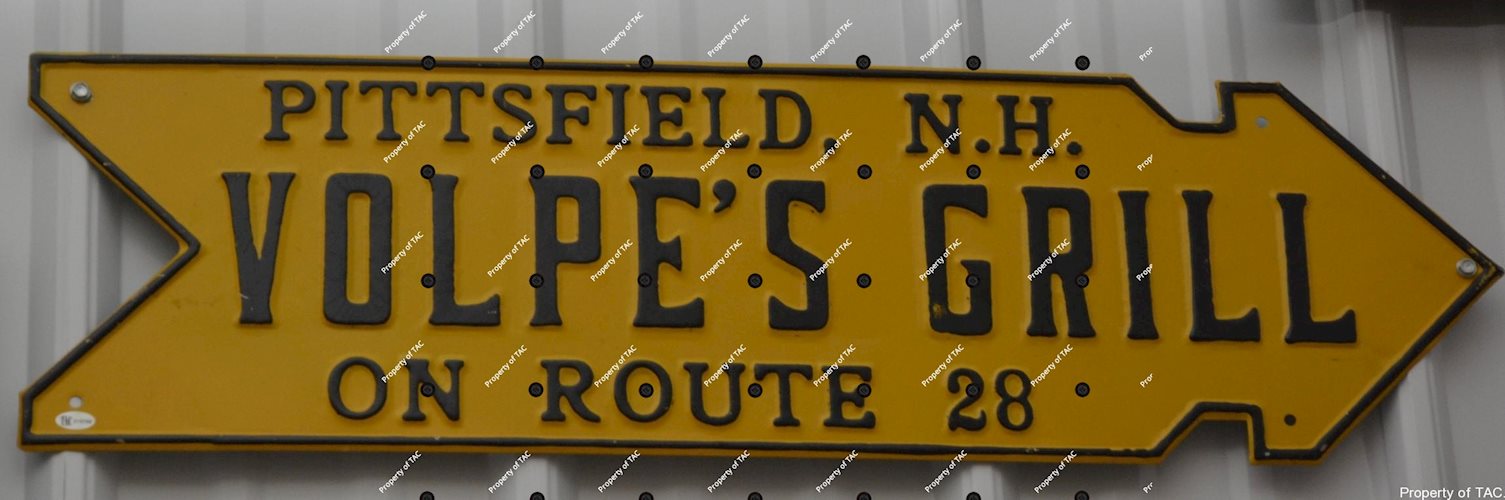 PITTSFIELD, N.H.
VOLPE'S GRILL
ON ROUTE 28
Property of TAC